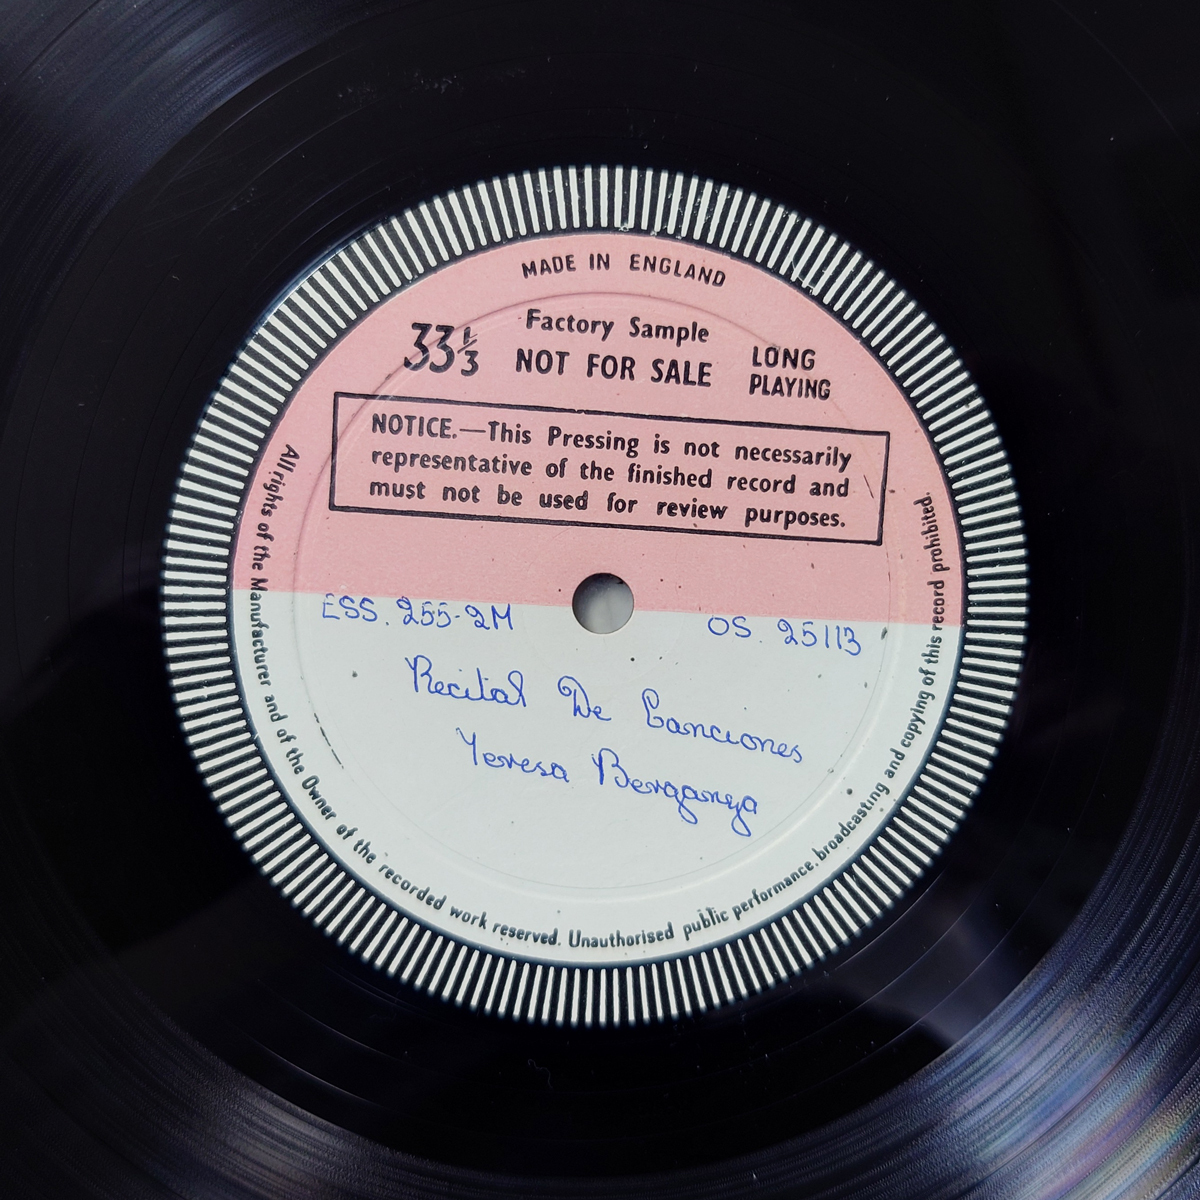 MADE IN ENGLAND
Factory Sample
33⅓ NOT FOR SALE LONG PLAYING
NOTICE.—This Pressing is not necessarily
representative of the finished record and
must not be used for review purposes.
ESS. 255-2M OS. 25113
Recital De Canciones
Teresa Berganza
All rights of the Manufacturer and of the Owner of the recorded work reserved. Unauthorised public performance, broadcasting and copying of this record prohibited.